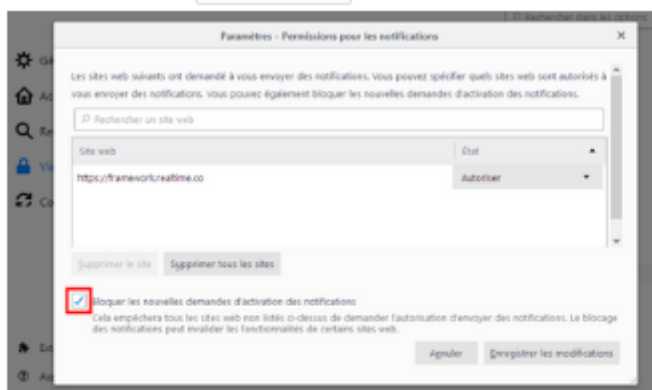 Rechercher dans les options
Paramètres - Permissions pour les notifications
Les sites web suivants ont demandé à vous envoyer des notifications. Vous pouvez spécifier quels sites web sont autorisés à
vous envoyer des notifications. Vous pouvez également bloquer les nouvelles demandes d'activation des notifications.
Rechercher un site web
Site web État
https://framework.realtime.co Autoriser
Supprimer le site Supprimer tous les sites
Bloquer les nouvelles demandes d'activation des notifications
Cela empêchera tous les sites web non listés ci-dessus de demander l'autorisation d'envoyer des notifications. Le blocage
des notifications peut invalider les fonctionnalités de certains sites web.
Annuler Enregistrer les modifications